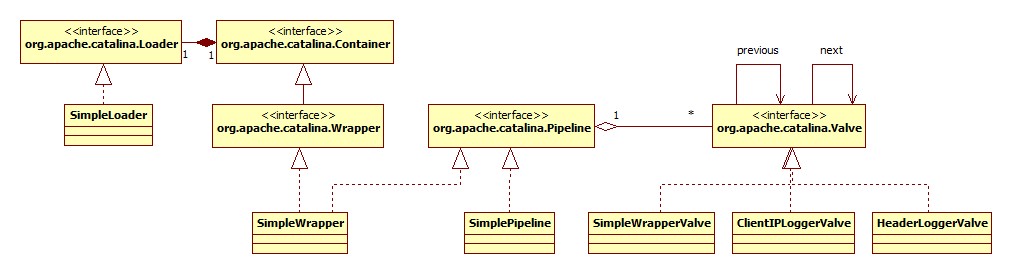 <<interface>>
org.apache.catalina.Loader
<<interface>>
org.apache.catalina.Container
1
1
previous
next
SimpleLoader
<<interface>>
org.apache.catalina.Wrapper
<<interface>>
org.apache.catalina.Pipeline
1
*
<<interface>>
org.apache.catalina.Valve
SimpleWrapper
SimplePipeline
SimpleWrapperValve
ClientIPLoggerValve
HeaderLoggerValve